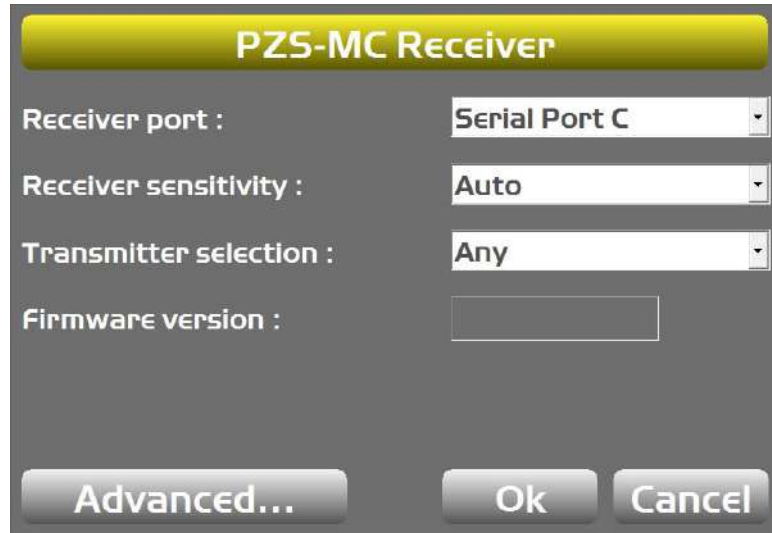 PZS-MC Receiver
Receiver port : Serial Port C
Receiver sensitivity : Auto
Transmitter selection : Any
Firmware version :
Advanced... Ok Cancel